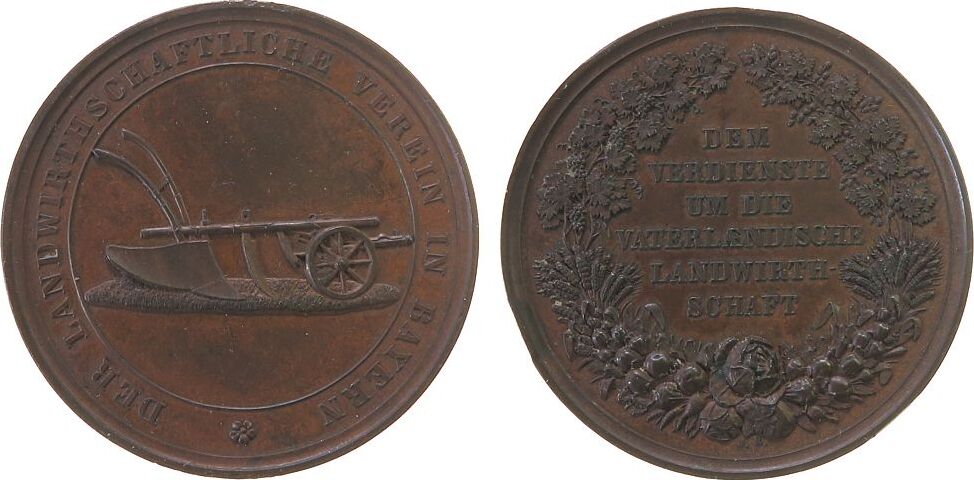 DER LANDWIRTHSCHAFTLICHE VEREIN IN BAYERN
DEM
VERDIENSTE
UM DIE
VATERLÆNDISCHE
LANDWIRTH-
SCHAFT